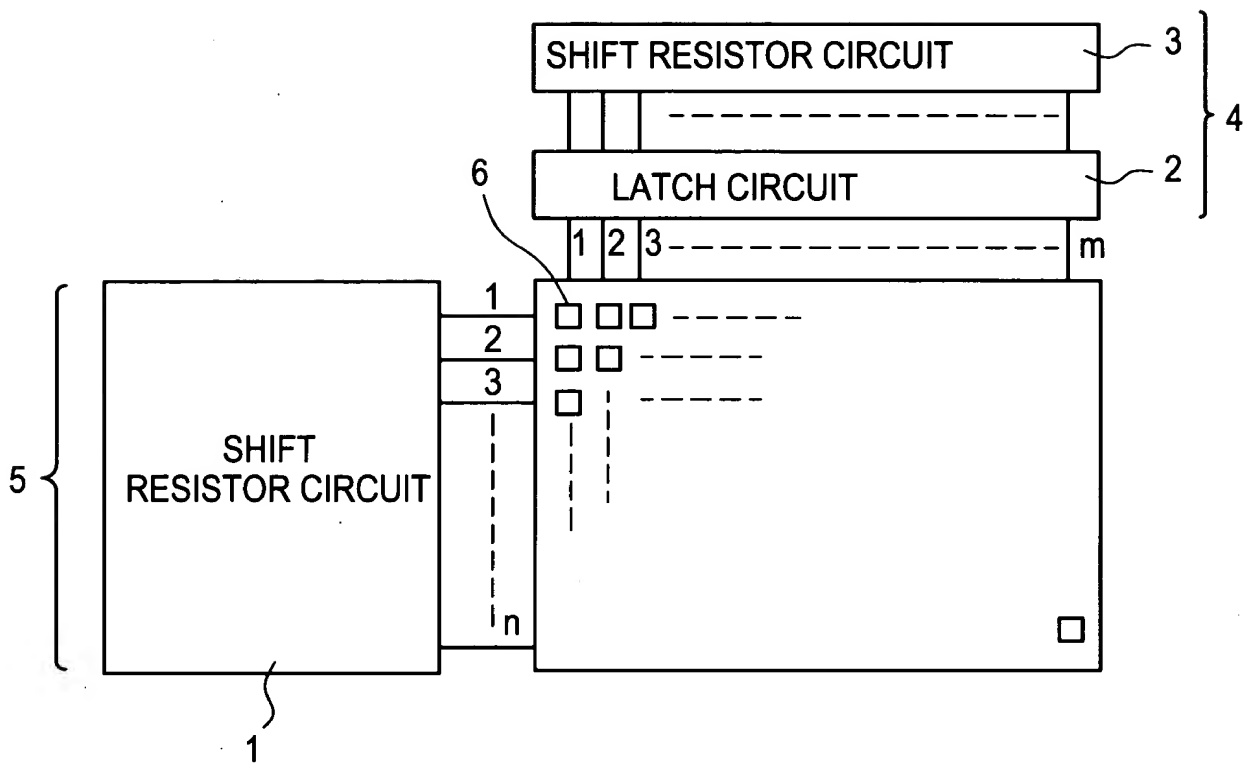 SHIFT RESISTOR CIRCUIT
3
4
LATCH CIRCUIT
2
6
1 2 3 m
1
2
3
n
5
SHIFT
RESISTOR CIRCUIT
1